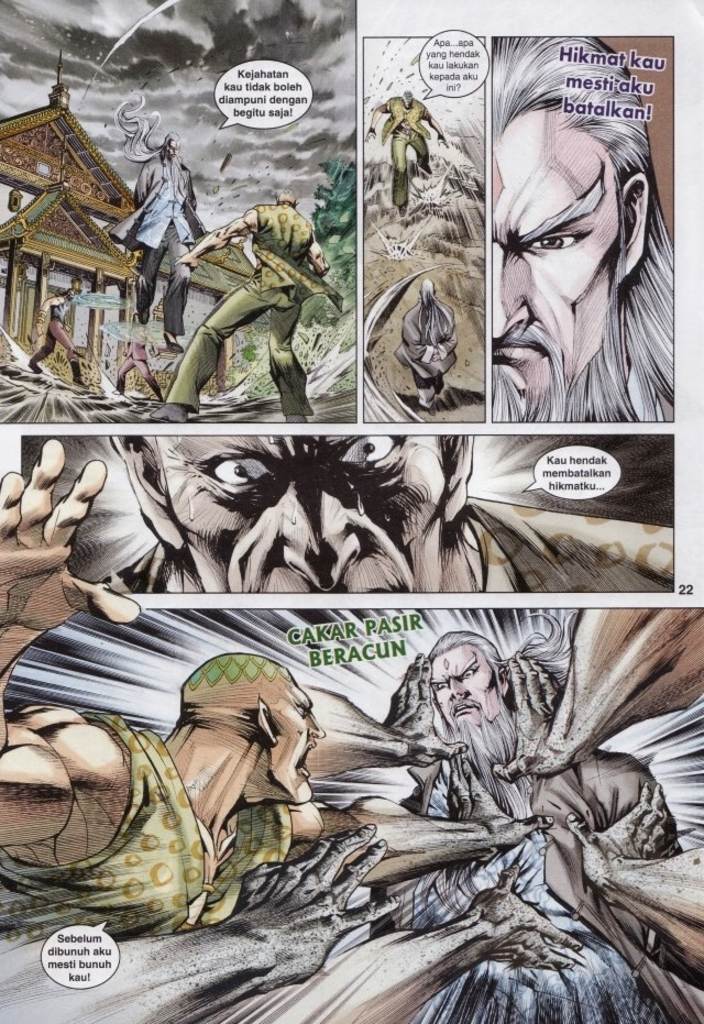 Kejahatan
kau tidak boleh
diampuni dengan
begitu saja!
Apa...apa
yang hendak
kau lakukan
kepada aku
ini?
Hikmat kau
mesti aku
batalkan!
Kau hendak
membatalkan
hikmatku...
22
CAKAR PASIR
BERACUN
Sebelum
dibunuh aku
mesti bunuh
kau!